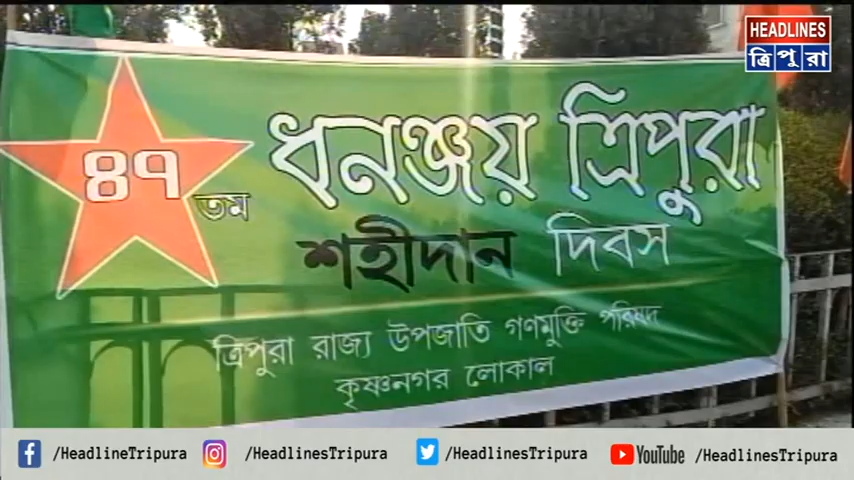 HEADLINES
ত্রিপুরা
৪৭ তম
ধনঞ্জয় ত্রিপুরা
শহীদান দিবস
ত্রিপুরা রাজ্য উপজাতি গণমুক্তি পরিষদ
কৃষ্ণনগর লোকাল
/HeadlineTripura /HeadlinesTripura /HeadlinesTripura YouTube /HeadlinesTripura